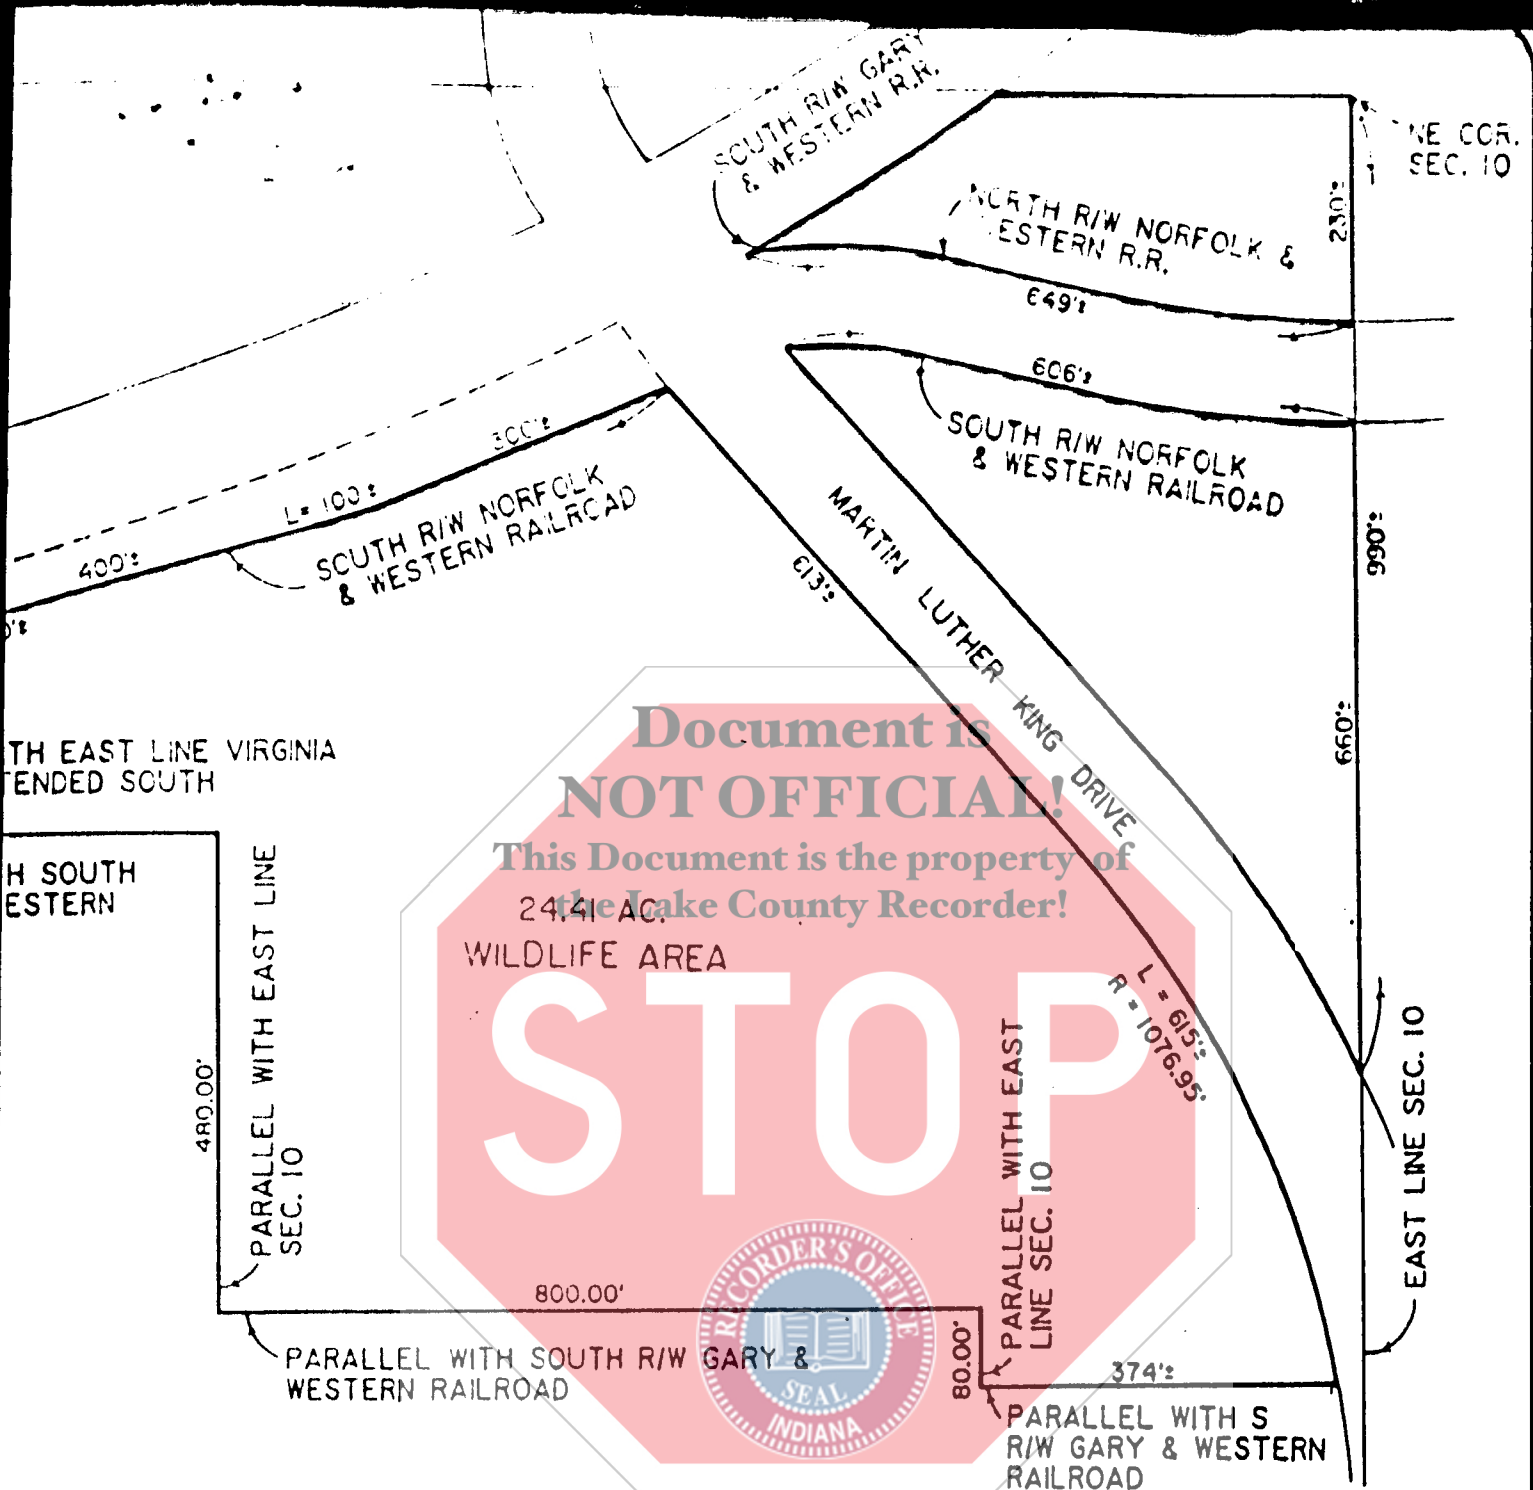 SOUTH R/W GARY
& WESTERN R.R.
NE COR.
SEC. 10
230'±
NORTH R/W NORFOLK &
ESTERN R.R.
649'±
606'±
SOUTH R/W NORFOLK
& WESTERN RAILROAD
300'±
L= 100'±
400'±
SOUTH R/W NORFOLK
& WESTERN RAILROAD
990'±
660'±
613'±
MARTIN LUTHER KING DRIVE
TH EAST LINE VIRGINIA
TENDED SOUTH
H SOUTH
ESTERN
Document is
NOT OFFICIAL!
This Document is the property of
the Lake County Recorder!
24.41 AC.
WILDLIFE AREA
STOP
L = 615'±
R = 1076.95'
PARALLEL WITH EAST LINE
SEC. 10
480.00'
PARALLEL WITH EAST
LINE SEC. 10
EAST LINE SEC. 10
800.00'
PARALLEL WITH SOUTH R/W GARY &
WESTERN RAILROAD
RECORDER'S OFFICE
SEAL
INDIANA
80.00'
374'±
PARALLEL WITH S
R/W GARY & WESTERN
RAILROAD